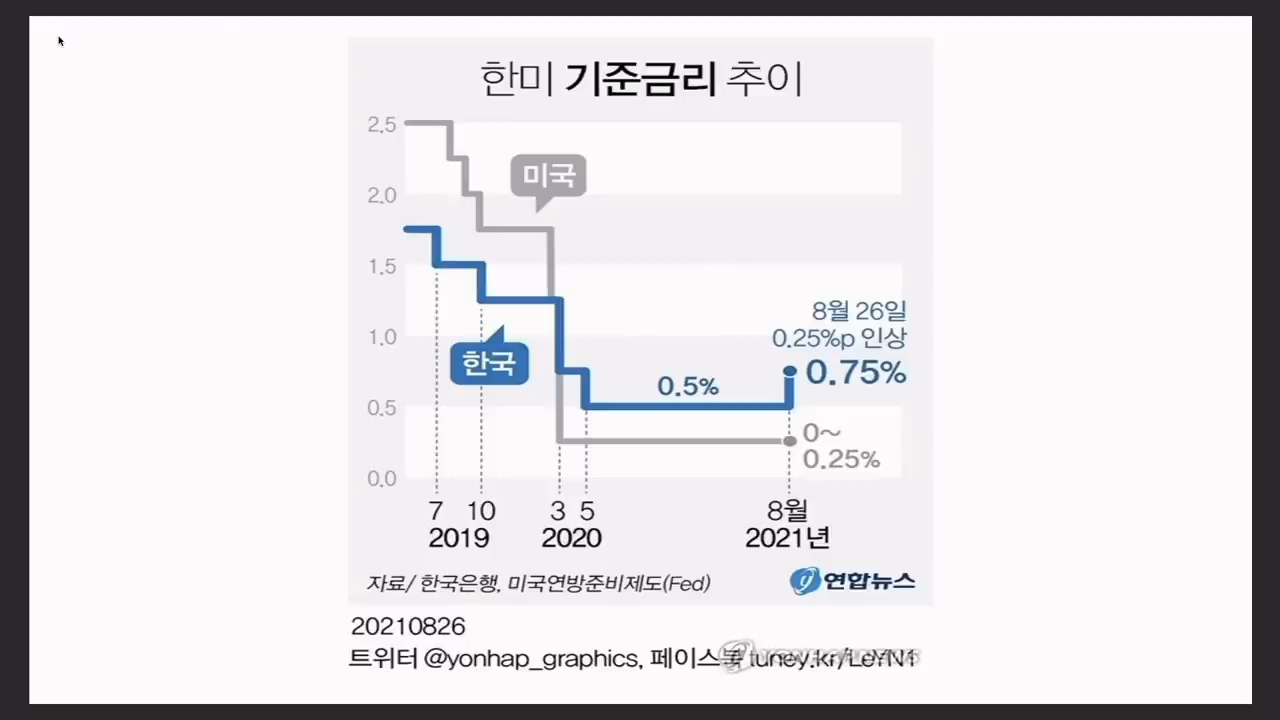 한미 기준금리 추이
2.5
2.0
1.5
1.0
0.5
0.0
미국
한국
0.5%
8월 26일
0.25%p 인상
0.75%
0~
0.25%
7 10 3 5 8월
2019 2020 2021년
자료/ 한국은행, 미국연방준비제도(Fed)
연합뉴스
20210826
트위터 @yonhap_graphics, 페이스북 tuney.kr/LeYN1